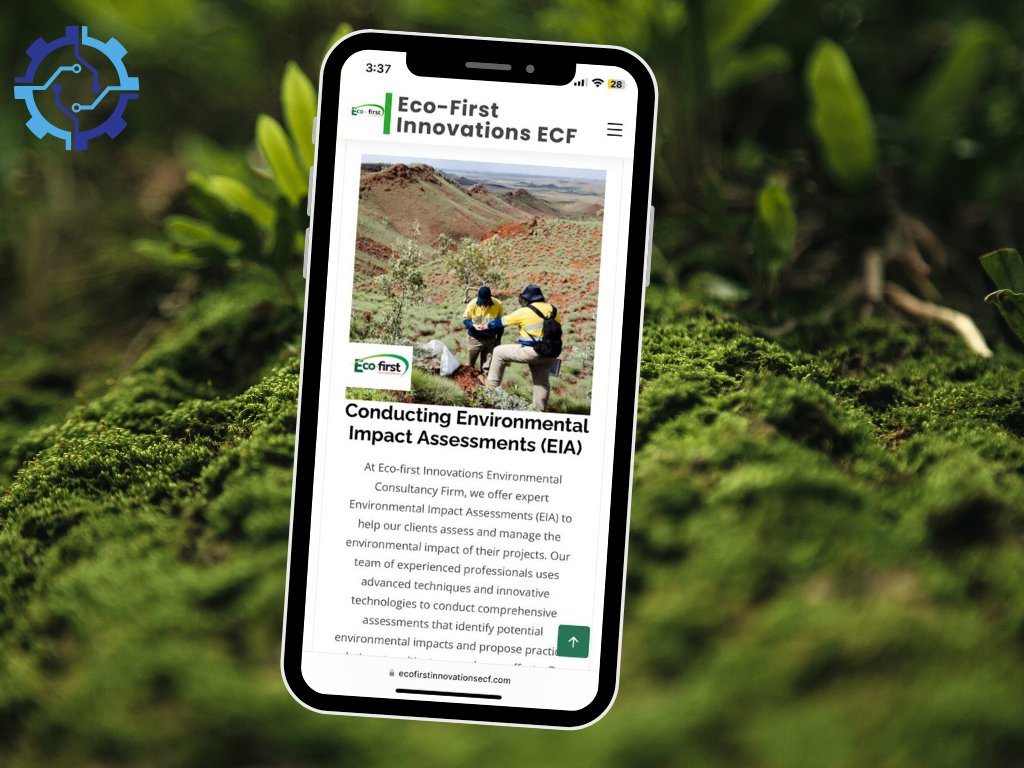 3:37
28
Eco-first
Eco-First
Innovations ECF
Eco first
Conducting Environmental
Impact Assessments (EIA)
At Eco-first Innovations Environmental
Consultancy Firm, we offer expert
Environmental Impact Assessments (EIA) to
help our clients assess and manage the
environmental impact of their projects. Our
team of experienced professionals uses
advanced techniques and innovative
technologies to conduct comprehensive
assessments that identify potential
environmental impacts and propose
ecofirstinnovationsecf.com